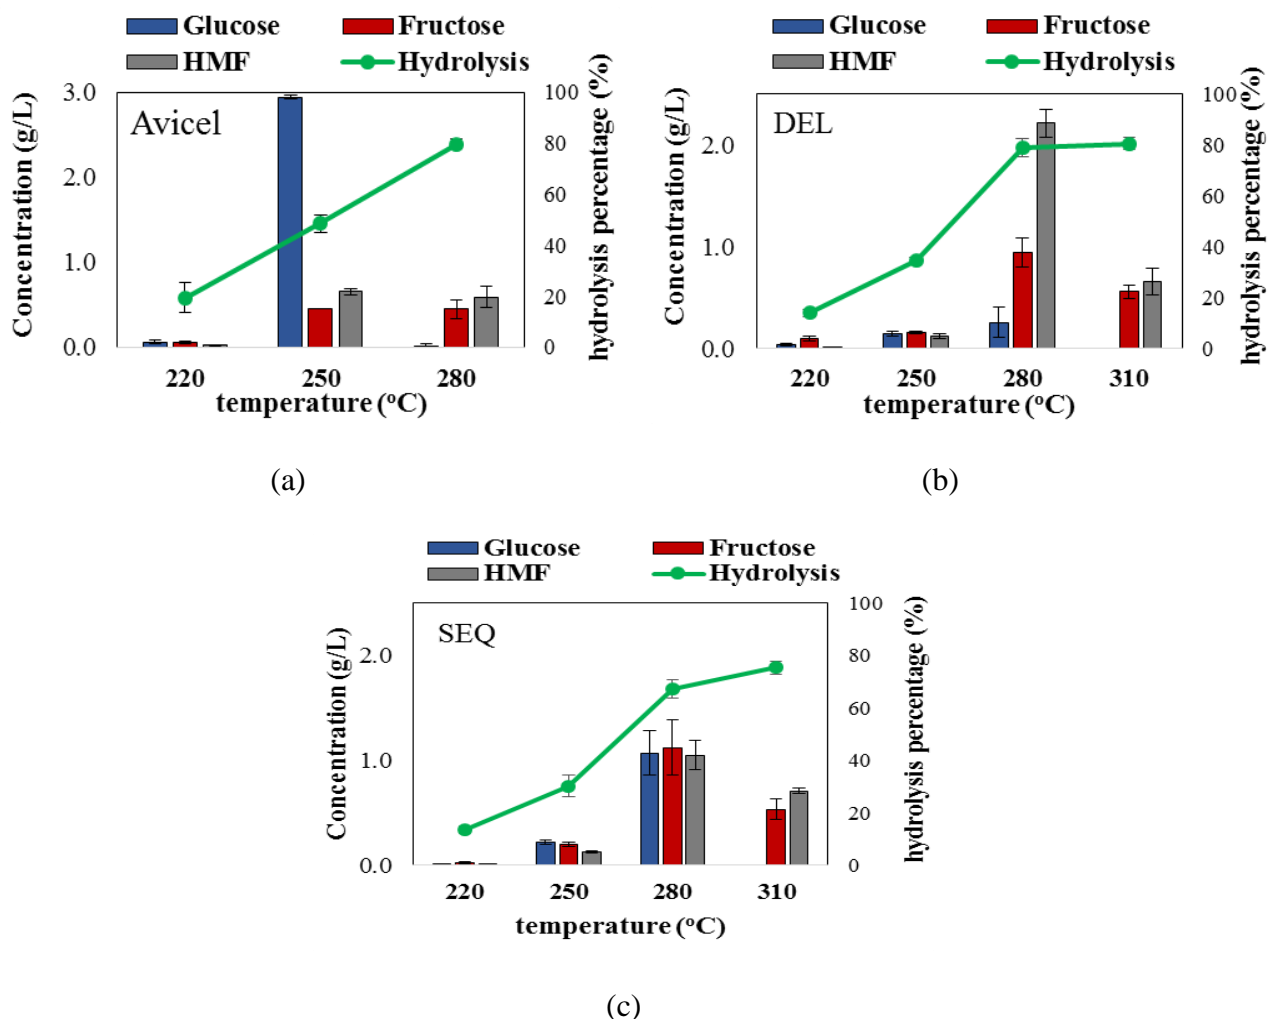 Glucose Fructose
HMF Hydrolysis
Concentration (g/L)
3.0
2.0
1.0
0.0
Avicel
100
80
60
40
20
0
hydrolysis percentage (%)
220 250 280
temperature (°C)
(a)
Glucose Fructose
HMF Hydrolysis
Concentration (g/L)
2.0
1.0
0.0
DEL
100
80
60
40
20
0
hydrolysis percentage (%)
220 250 280 310
temperature (°C)
(b)
Glucose Fructose
HMF Hydrolysis
Concentration (g/L)
2.0
1.0
0.0
SEQ
100
80
60
40
20
0
hydrolysis percentage (%)
220 250 280 310
temperature (°C)
(c)